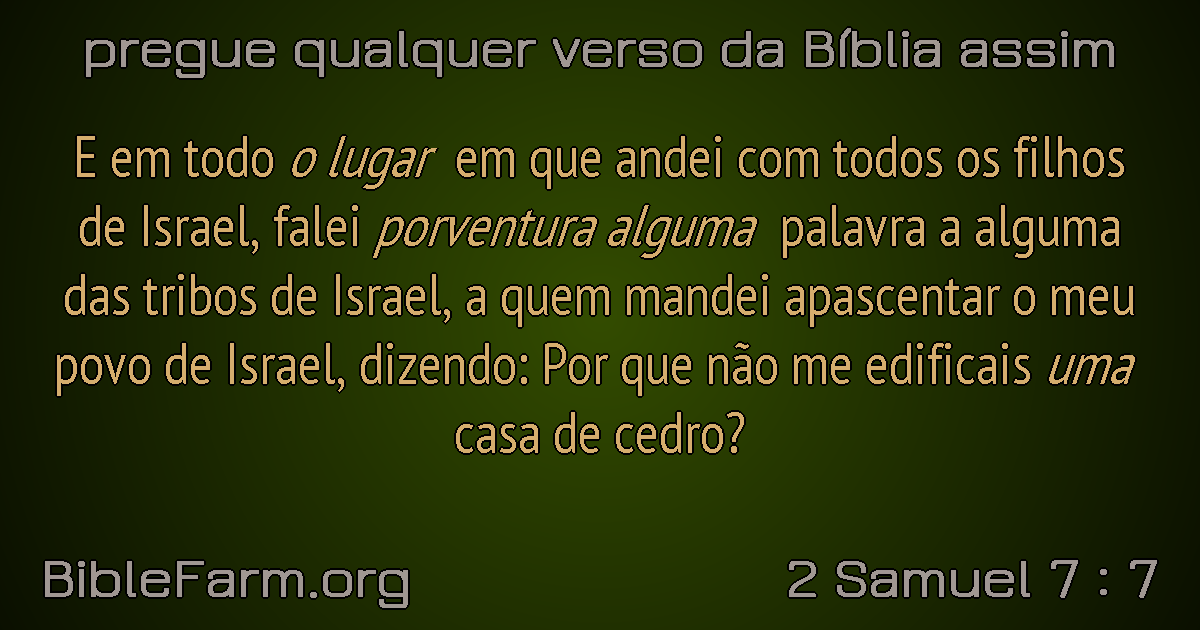 pregue qualquer verso da Bíblia assim
E em todo o lugar em que andei com todos os filhos
de Israel, falei porventura alguma palavra a alguma
das tribos de Israel, a quem mandei apascentar o meu
povo de Israel, dizendo: Por que não me edificais uma
casa de cedro?
BibleFarm.org
2 Samuel 7 : 7